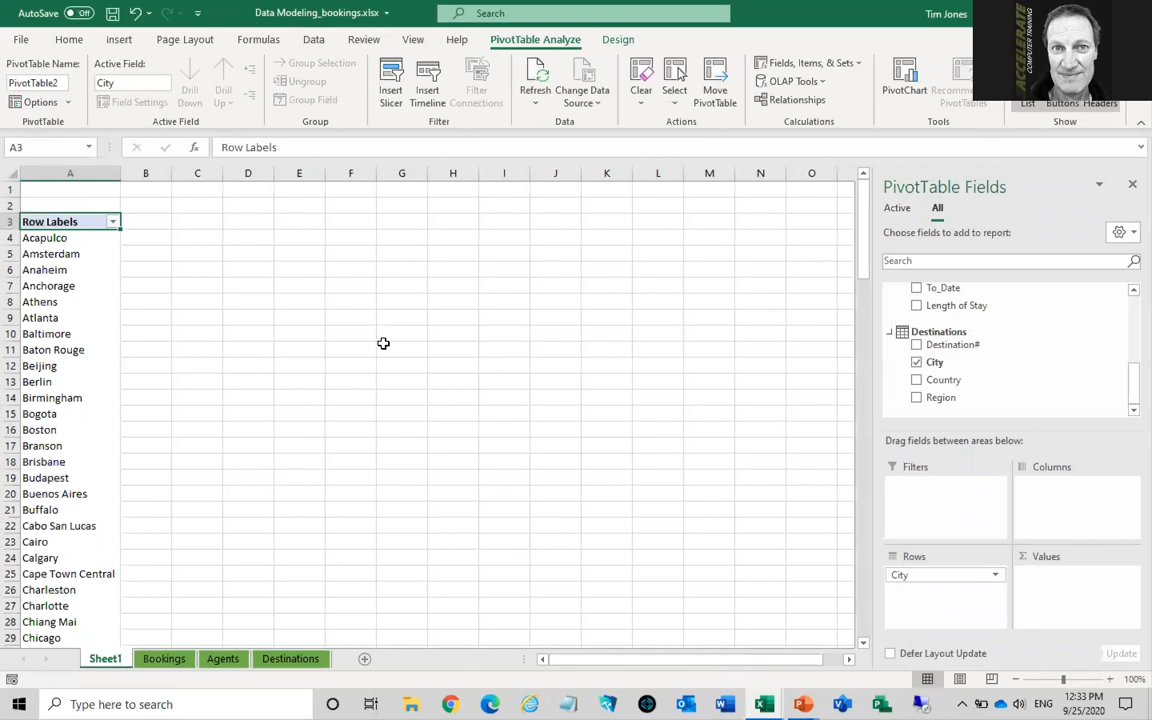 AutoSave Off
Data Modeling_bookings.xlsx
Search
Tim Jones
ACCELERATE
COMPUTER TRAINING
File Home Insert Page Layout Formulas Data Review View Help PivotTable Analyze Design
PivotTable Name:
PivotTable2
Options
PivotTable
Active Field:
City
Field Settings
Drill Down
Drill Up
Active Field
Group Selection
Ungroup
Group Field
Group
Insert Slicer
Insert Timeline
Filter Connections
Filter
Refresh
Change Data Source
Data
Clear
Select
Move PivotTable
Actions
Fields, Items, & Sets
OLAP Tools
Relationships
Calculations
PivotChart
PivotTables
Tools
List Buttons Headers
Show
A3
fx
Row Labels
A B C D E F G H I J K L M N O
1
2
3 Row Labels
4 Acapulco
5 Amsterdam
6 Anaheim
7 Anchorage
8 Athens
9 Atlanta
10 Baltimore
11 Baton Rouge
12 Beijing
13 Berlin
14 Birmingham
15 Bogota
16 Boston
17 Branson
18 Brisbane
19 Budapest
20 Buenos Aires
21 Buffalo
22 Cabo San Lucas
23 Cairo
24 Calgary
25 Cape Town Central
26 Charleston
27 Charlotte
28 Chiang Mai
29 Chicago
PivotTable Fields
Active All
Choose fields to add to report:
Search
To_Date
Length of Stay
Destinations
Destination#
City
Country
Region
Drag fields between areas below:
Filters
Columns
Rows
Values
City
Defer Layout Update
Update
Sheet1 Bookings Agents Destinations
100%
Type here to search
ENG
12:33 PM
9/25/2020